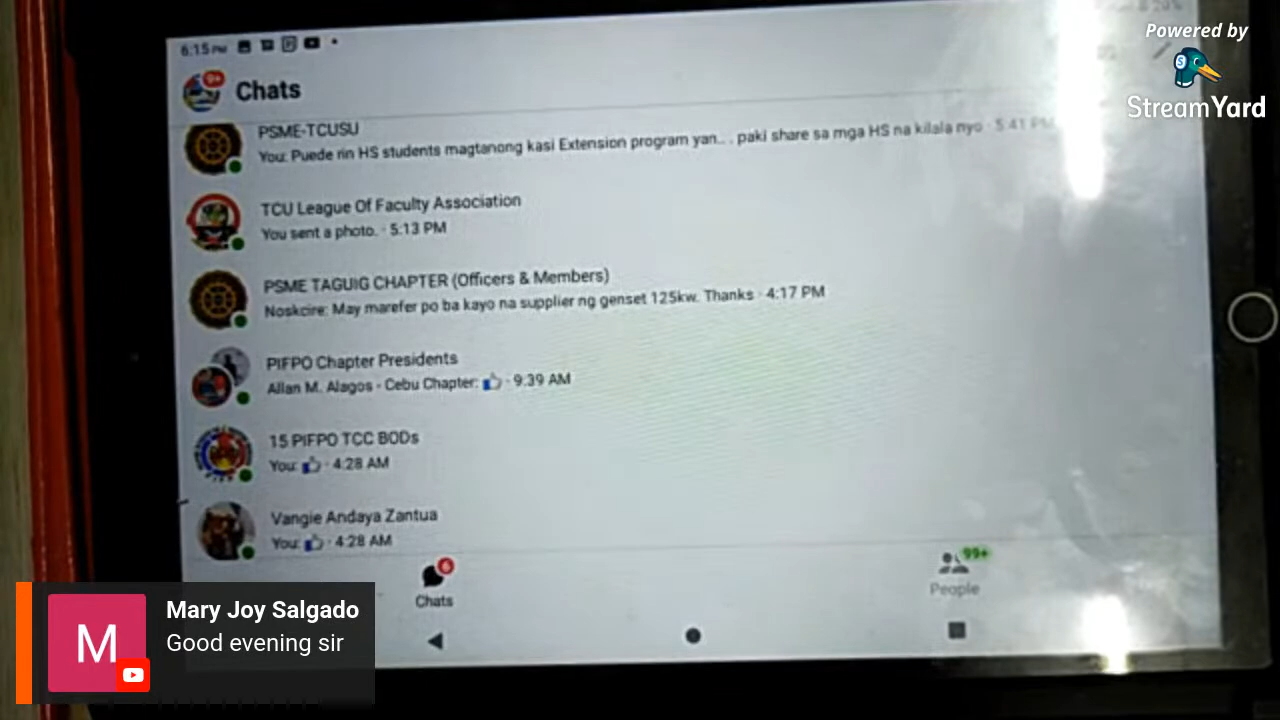 Powered by
StreamYard
6:15 PM
9+
Chats
PSME-TCUSU
You: Puede rin HS students magtanong kasi Extension program yan... paki share sa mga HS na kilala nyo · 5:41 PM
TCU League Of Faculty Association
You sent a photo. · 5:13 PM
PSME TAGUIG CHAPTER (Officers & Members)
Noskcire: May marefer po ba kayo na supplier ng genset 125kw. Thanks · 4:17 PM
PIFPO Chapter Presidents
Allan M. Alagos - Cebu Chapter: 👍 · 9:39 AM
15 PIFPO TCC BODs
You: 👍 · 4:28 AM
Vangie Andaya Zantua
You: 👍 · 4:28 AM
6
Chats
99+
People
M
Mary Joy Salgado
Good evening sir